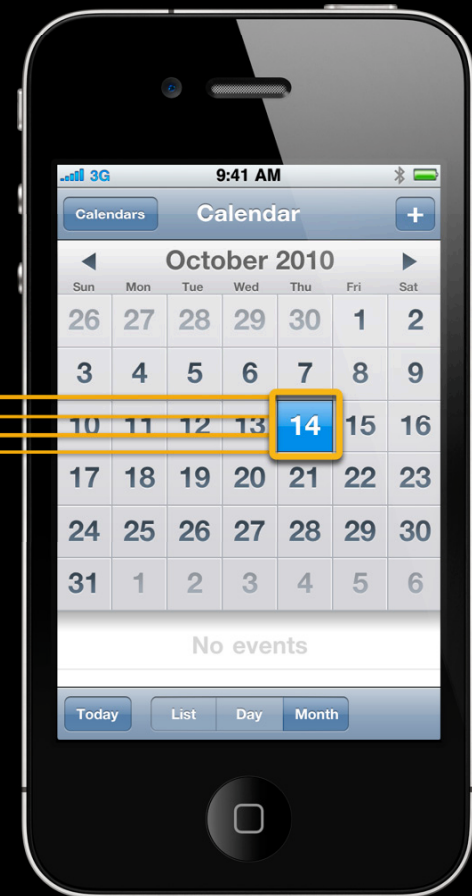 3G 9:41 AM
Calendars Calendar +
October 2010
Sun Mon Tue Wed Thu Fri Sat
26 27 28 29 30 1 2
3 4 5 6 7 8 9
10 11 12 13 14 15 16
17 18 19 20 21 22 23
24 25 26 27 28 29 30
31 1 2 3 4 5 6
No events
Today List Day Month